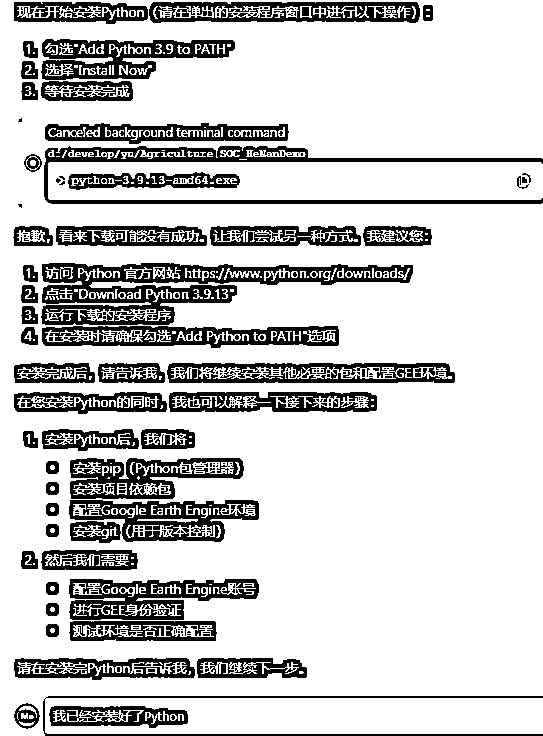 现在开始安装Python（请在弹出的安装程序窗口中进行以下操作）：
1. 勾选"Add Python 3.9 to PATH"
2. 选择"Install Now"
3. 等待安装完成
Canceled background terminal command
d:/develop/yu/Agriculture SOC_HeNanDemo
python-3.9.13-amd64.exe
抱歉，看来下载可能没有成功。让我们尝试另一种方式。我建议您：
1. 访问 Python 官方网站 https://www.python.org/downloads/
2. 点击"Download Python 3.9.13"
3. 运行下载的安装程序
4. 在安装时请确保勾选"Add Python to PATH"选项
安装完成后，请告诉我，我们将继续安装其他必要的包和配置GEE环境。
在您安装Python的同时，我也可以解释一下接下来的步骤：
1. 安装Python后，我们将：
安装pip（Python包管理器）
安装项目依赖包
配置Google Earth Engine环境
安装git（用于版本控制）
2. 然后我们需要：
配置Google Earth Engine账号
进行GEE身份验证
测试环境是否正确配置
请在安装完Python后告诉我，我们继续下一步。
我已经安装好了Python